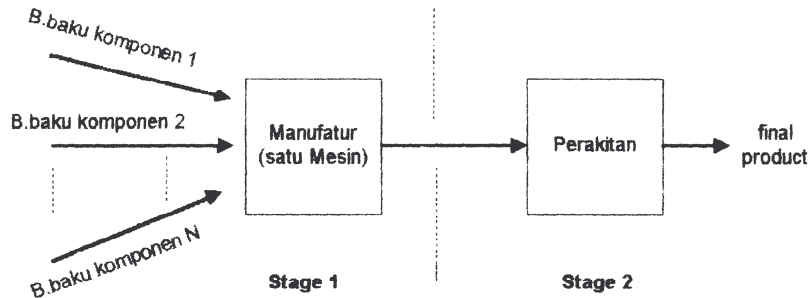 B.baku komponen 1
B.baku komponen 2
B.baku komponen N
Manufatur
(satu Mesin)
Perakitan
final
product
Stage 1
Stage 2